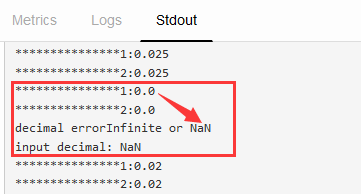 Metrics Logs Stdout
***************1:0.025
***************2:0.025
***************1:0.0
***************2:0.0
decimal errorInfinite or NaN
input decimal: NaN
***************1:0.02
***************2:0.02